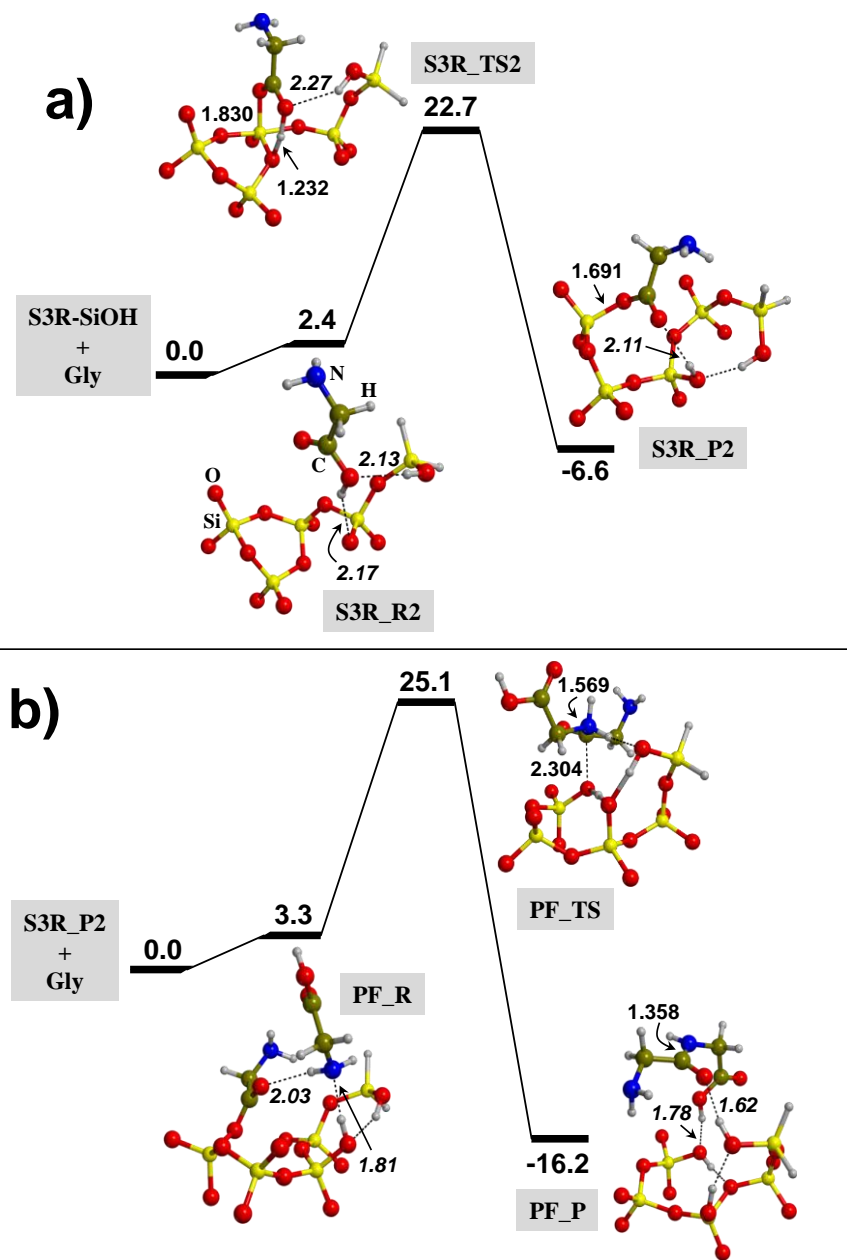 a)
S3R_TS2
22.7
2.27
1.830
1.232
S3R-SiOH
+
Gly
0.0
2.4
1.691
2.11
S3R_P2
-6.6
N
H
C
2.13
O
Si
2.17
S3R_R2
b)
25.1
1.569
2.304
PF_TS
S3R_P2
+
Gly
0.0
3.3
PF_R
2.03
1.81
1.358
1.62
1.78
-16.2
PF_P